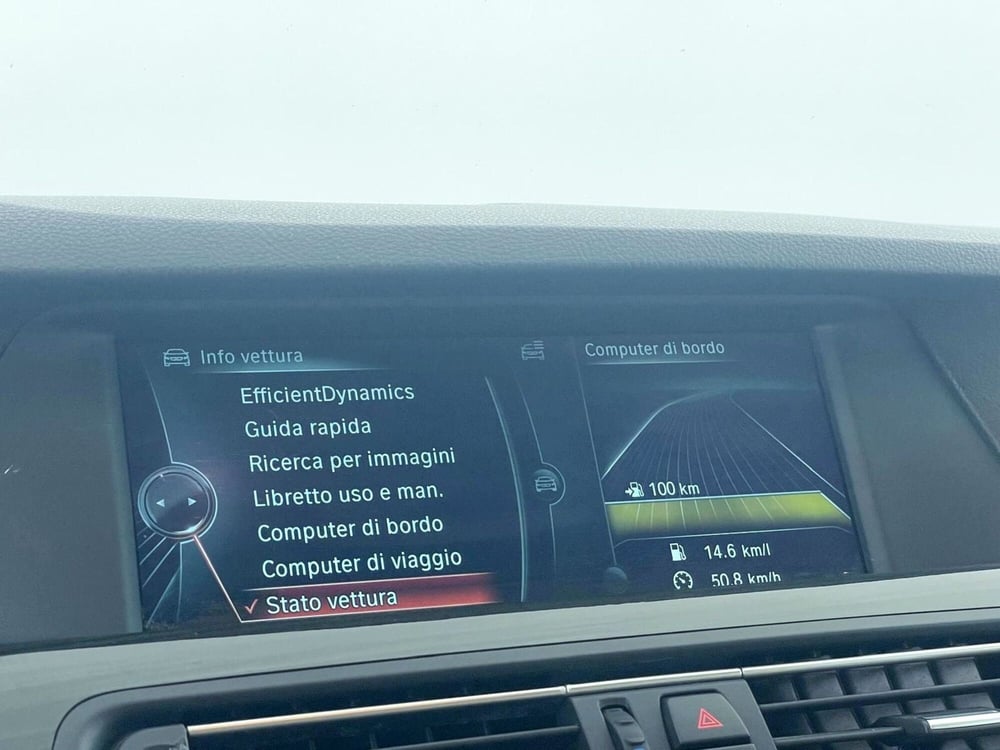 Info vettura
EfficientDynamics
Guida rapida
Ricerca per immagini
Libretto uso e man.
Computer di bordo
Computer di viaggio
✓ Stato vettura
Computer di bordo
100 km
14.6 km/l
50.8 km/h